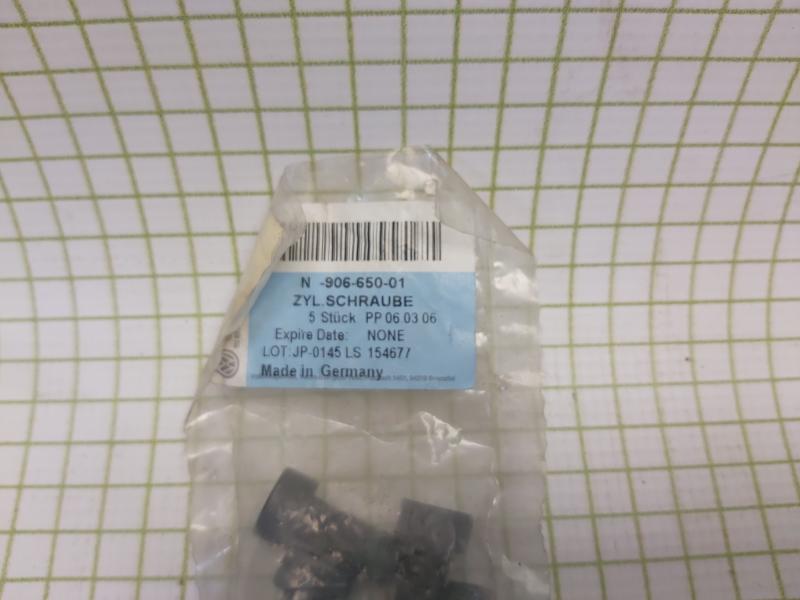 N -906-650-01
ZYL.SCHRAUBE
5 Stück PP 06 03 06
Expire Date: NONE
LOT:JP-0145 LS 154677
Made in Germany